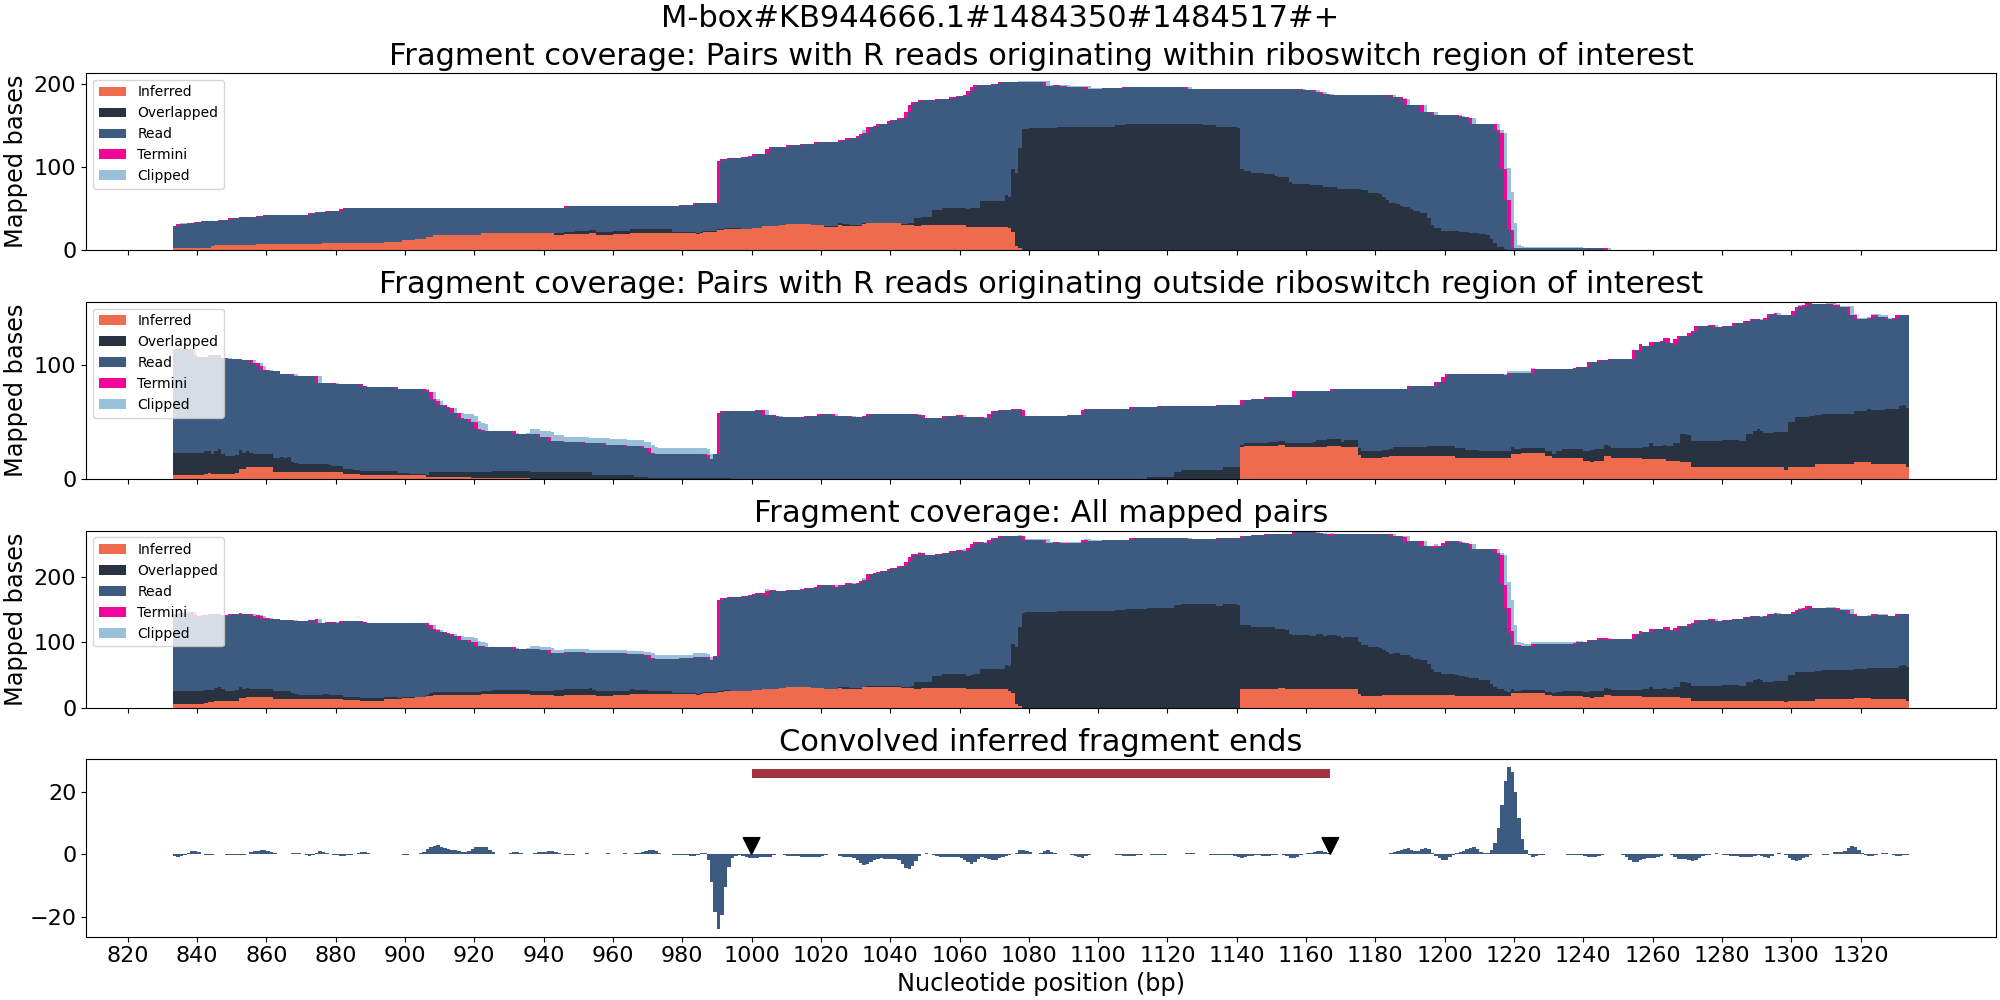 M-box#KB944666.1#1484350#1484517#+
Fragment coverage: Pairs with R reads originating within riboswitch region of interest
Mapped bases
200
100
0
Inferred
Overlapped
Read
Termini
Clipped
Fragment coverage: Pairs with R reads originating outside riboswitch region of interest
Mapped bases
100
0
Inferred
Overlapped
Read
Termini
Clipped
Fragment coverage: All mapped pairs
Mapped bases
200
100
0
Inferred
Overlapped
Read
Termini
Clipped
Convolved inferred fragment ends
20
0
−20
820 840 860 880 900 920 940 960 980 1000 1020 1040 1060 1080 1100 1120 1140 1160 1180 1200 1220 1240 1260 1280 1300 1320
Nucleotide position (bp)